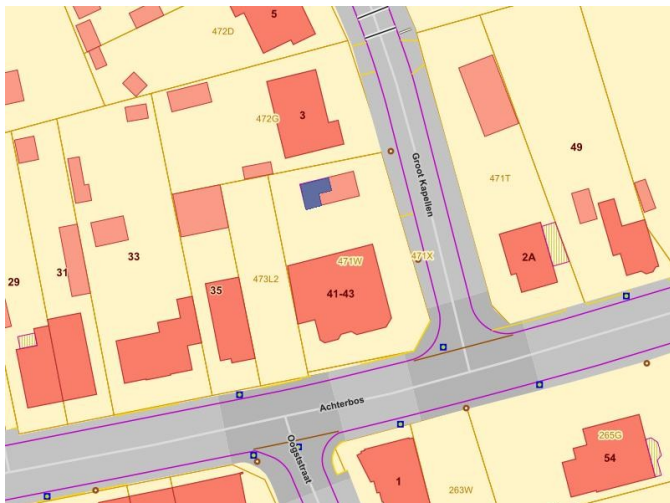 5
472D
472G
3
Groot Kapellen
49
471T
29
31
33
35
473L2
471W
41-43
471X
2A
Achterbos
Oogststraat
1
263W
265G
54